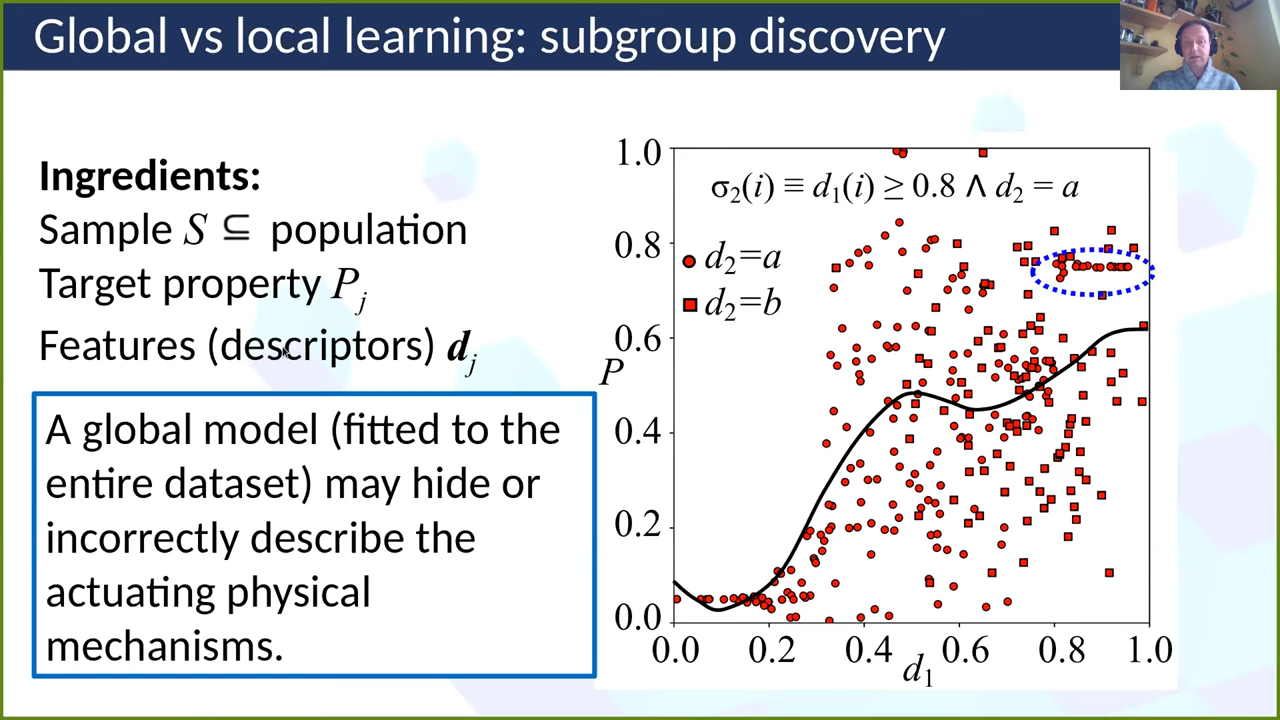 Global vs local learning: subgroup discovery
Ingredients:
Sample S ⊆ population
Target property Pj
Features (descriptors) dj
A global model (fitted to the
entire dataset) may hide or
incorrectly describe the
actuating physical
mechanisms.
σ2(i) ≡ d1(i) ≥ 0.8 ∧ d2 = a
d2=a
d2=b
1.0
0.8
0.6
P
0.4
0.2
0.0
0.0 0.2 0.4 0.6 0.8 1.0
d1